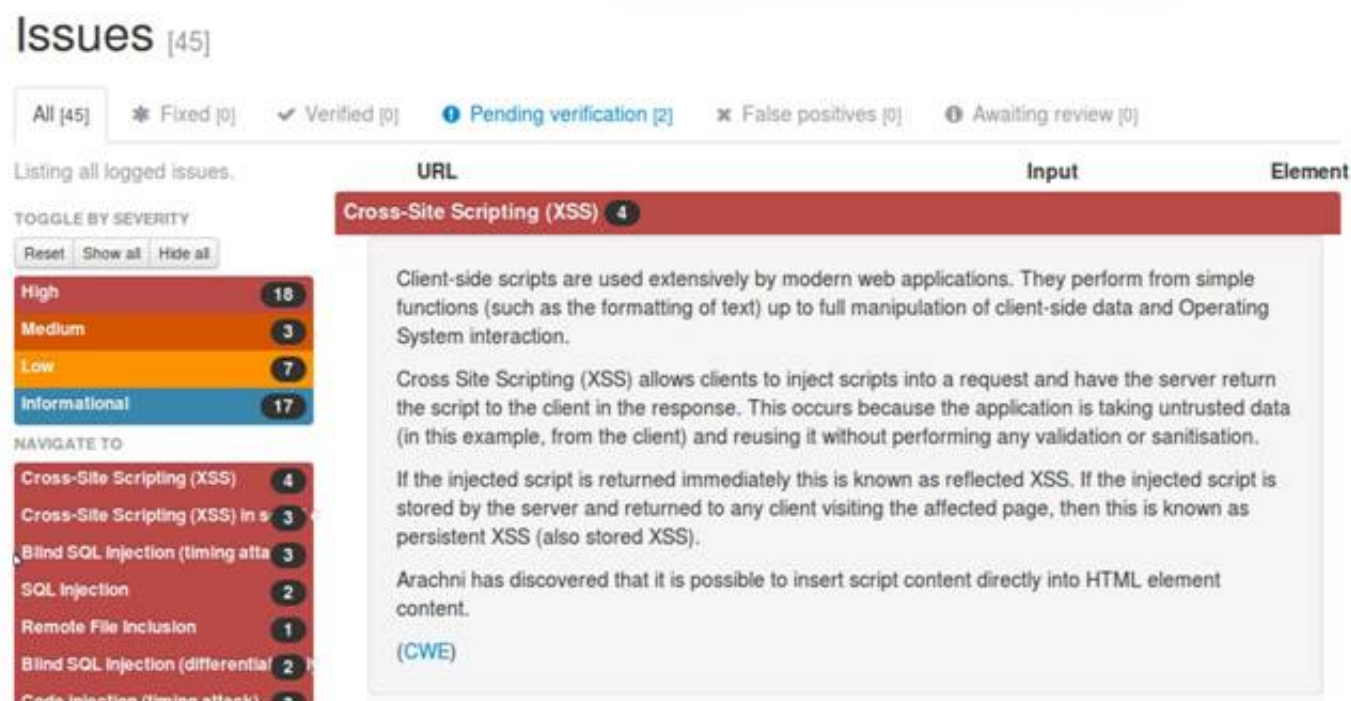 Issues [45]
All [45] Fixed [0] Verified [0] Pending verification [2] False positives [0] Awaiting review [0]
Listing all logged issues.
URL Input Element
TOGGLE BY SEVERITY
Reset Show all Hide all
High 18
Medium 3
Low 7
Informational 17
NAVIGATE TO
Cross-Site Scripting (XSS) 4
Cross-Site Scripting (XSS) in s 3
Blind SQL Injection (timing atta 3
SQL Injection 2
Remote File Inclusion 1
Blind SQL Injection (differential 2
Code injection (timing attack)
Cross-Site Scripting (XSS) 4
Client-side scripts are used extensively by modern web applications. They perform from simple
functions (such as the formatting of text) up to full manipulation of client-side data and Operating
System interaction.
Cross Site Scripting (XSS) allows clients to inject scripts into a request and have the server return
the script to the client in the response. This occurs because the application is taking untrusted data
(in this example, from the client) and reusing it without performing any validation or sanitisation.
If the injected script is returned immediately this is known as reflected XSS. If the injected script is
stored by the server and returned to any client visiting the affected page, then this is known as
persistent XSS (also stored XSS).
Arachni has discovered that it is possible to insert script content directly into HTML element
content.
(CWE)